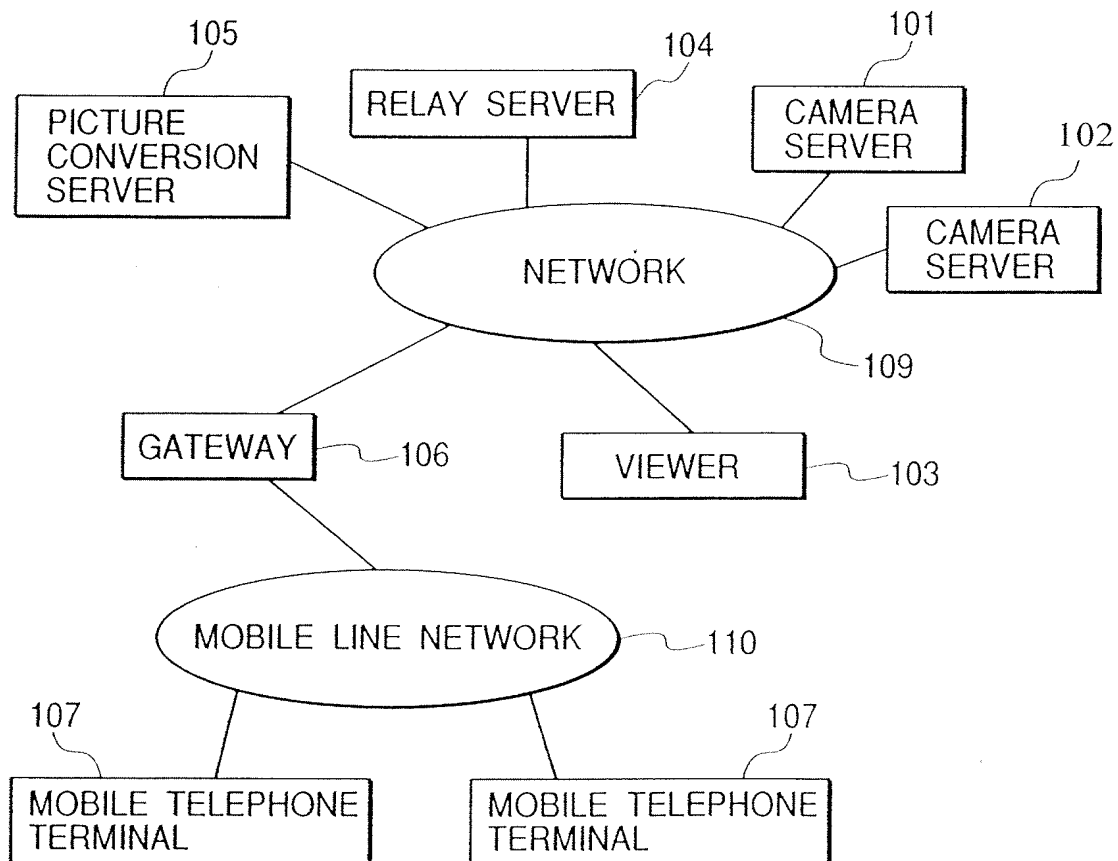 105
104
101
PICTURE
CONVERSION
SERVER
RELAY SERVER
CAMERA
SERVER
102
CAMERA
SERVER
NETWORK
109
GATEWAY
106
VIEWER
103
MOBILE LINE NETWORK
110
107
107
MOBILE TELEPHONE
TERMINAL
MOBILE TELEPHONE
TERMINAL